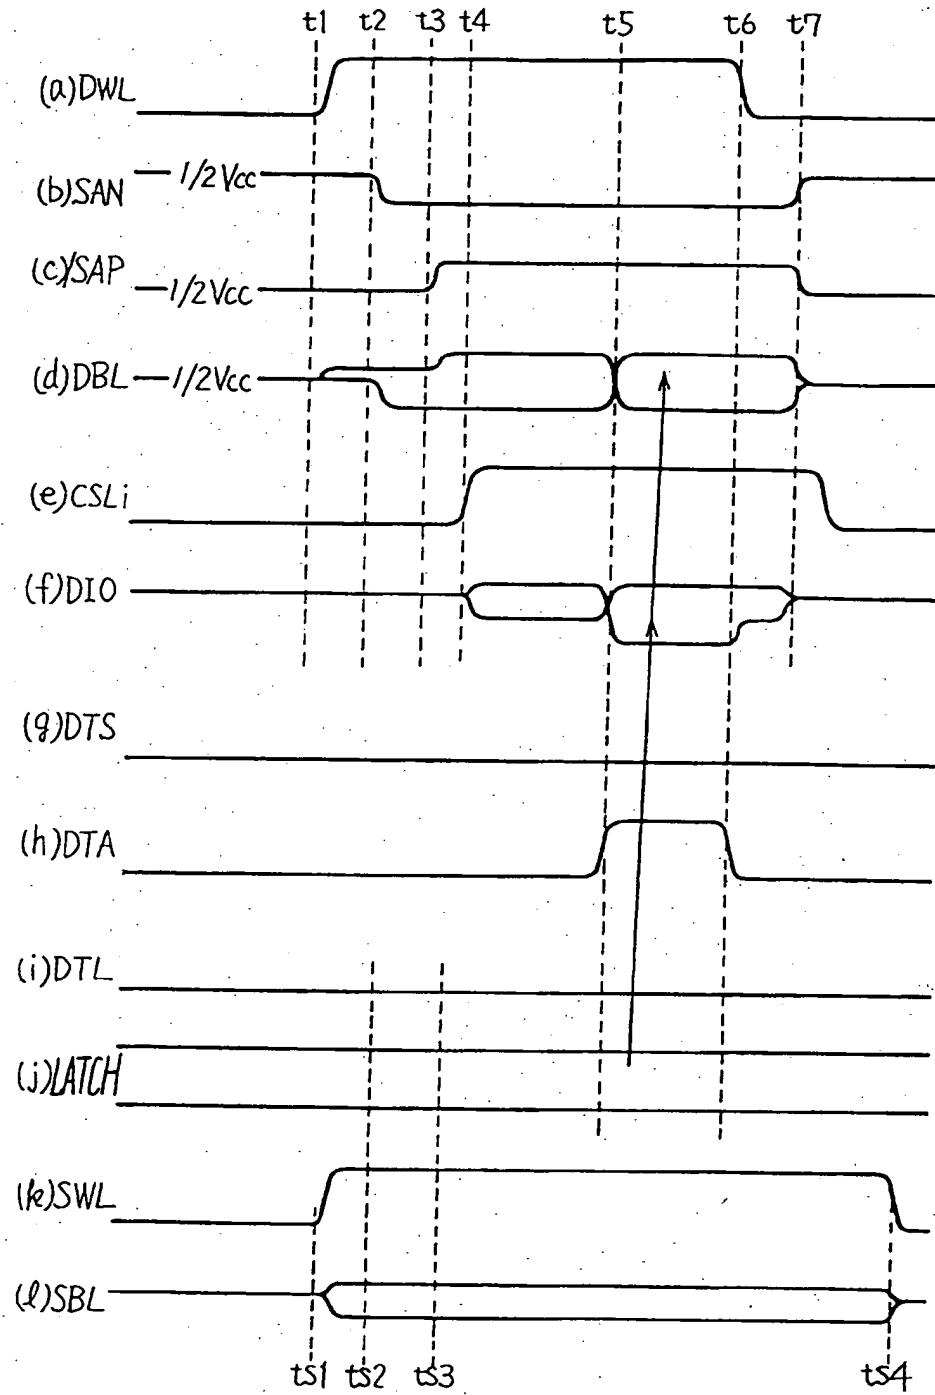 t1 t2 t3 t4 t5 t6 t7
(a)DWL
(b)SAN 1/2Vcc
(c)/SAP 1/2Vcc
(d)DBL 1/2Vcc
(e)CSLi
(f)DIO
(g)DTS
(h)DTA
(i)DTL
(j)LATCH
(k)SWL
(l)SBL
ts1 ts2 ts3 ts4